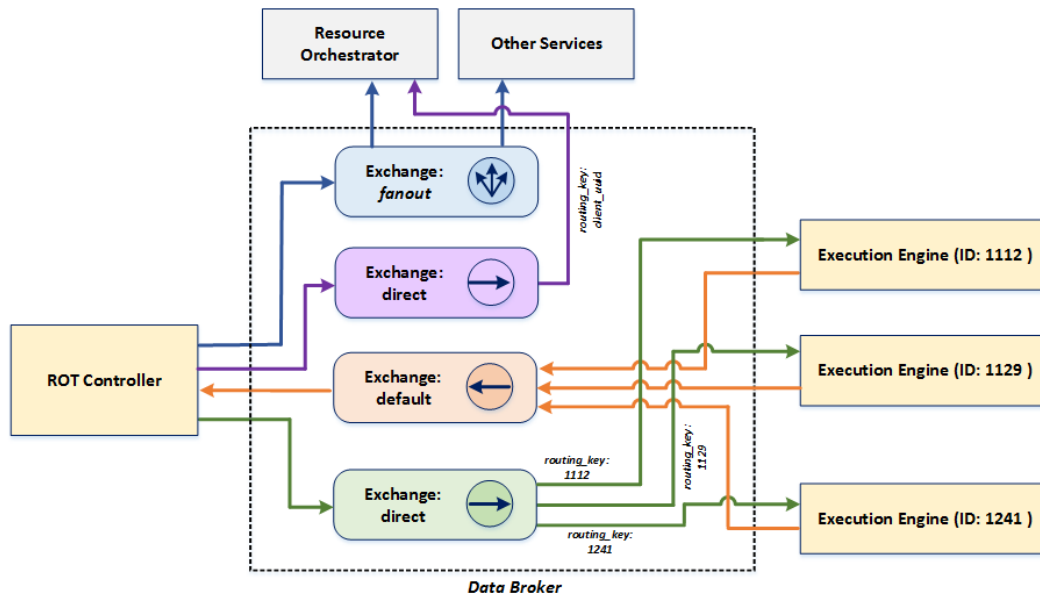 Resource
Orchestrator
Other Services
Exchange:
fanout
routing_key:
client_uuid
Exchange:
direct
Execution Engine (ID: 1112 )
ROT Controller
Exchange:
default
Execution Engine (ID: 1129 )
routing_key:
1129
routing_key:
1112
Exchange:
direct
routing_key:
1241
Execution Engine (ID: 1241 )
Data Broker